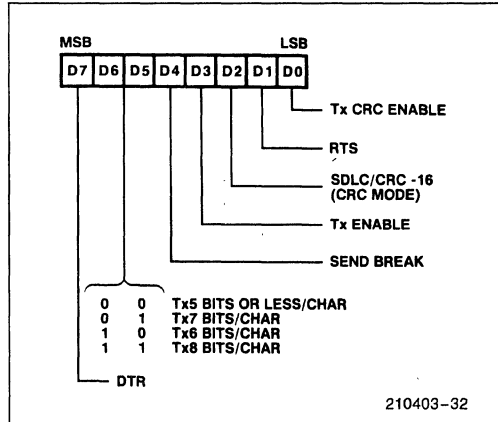 MSB LSB
D7 D6 D5 D4 D3 D2 D1 D0
Tx CRC ENABLE
RTS
SDLC/CRC -16
(CRC MODE)
Tx ENABLE
SEND BREAK
0 0 Tx5 BITS OR LESS/CHAR
0 1 Tx7 BITS/CHAR
1 0 Tx6 BITS/CHAR
1 1 Tx8 BITS/CHAR
DTR
210403-32